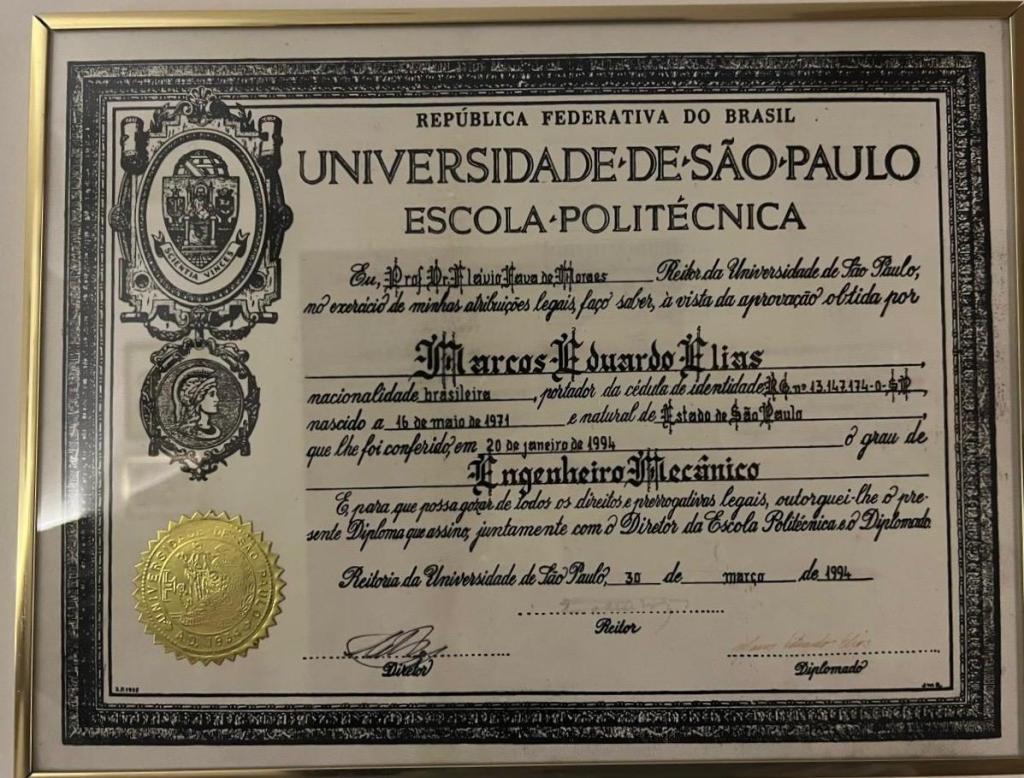 REPÚBLICA FEDERATIVA DO BRASIL
UNIVERSIDADE·DE·SÃO·PAULO
ESCOLA·POLITÉCNICA
SCIENTIA VINCES
Eu, Prof. Dr. Flávio Fava de Moraes Reitor da Universidade de São Paulo,
no exercício de minhas atribuições legais, faço saber, à vista da aprovação obtida por
Marcos Eduardo Elias,
nacionalidade brasileira, portador da cédula de identidade RG nº 13.147.174-0-SP
nascido a 16 de maio de 1971 e natural de Estado de São Paulo,
que lhe foi conferido, em 20 de janeiro de 1994 o grau de
Engenheiro Mecânico
E, para que possa gozar de todos os direitos e prerrogativas legais, outorguei-lhe o pre-
sente Diploma que assino, juntamente com o Diretor da Escola Politécnica e o Diplomado.
Reitoria da Universidade de São Paulo, 30 de março de 1994
Reitor
Diretor
Diplomado
UNIVERSIDADE DE SÃO PAULO